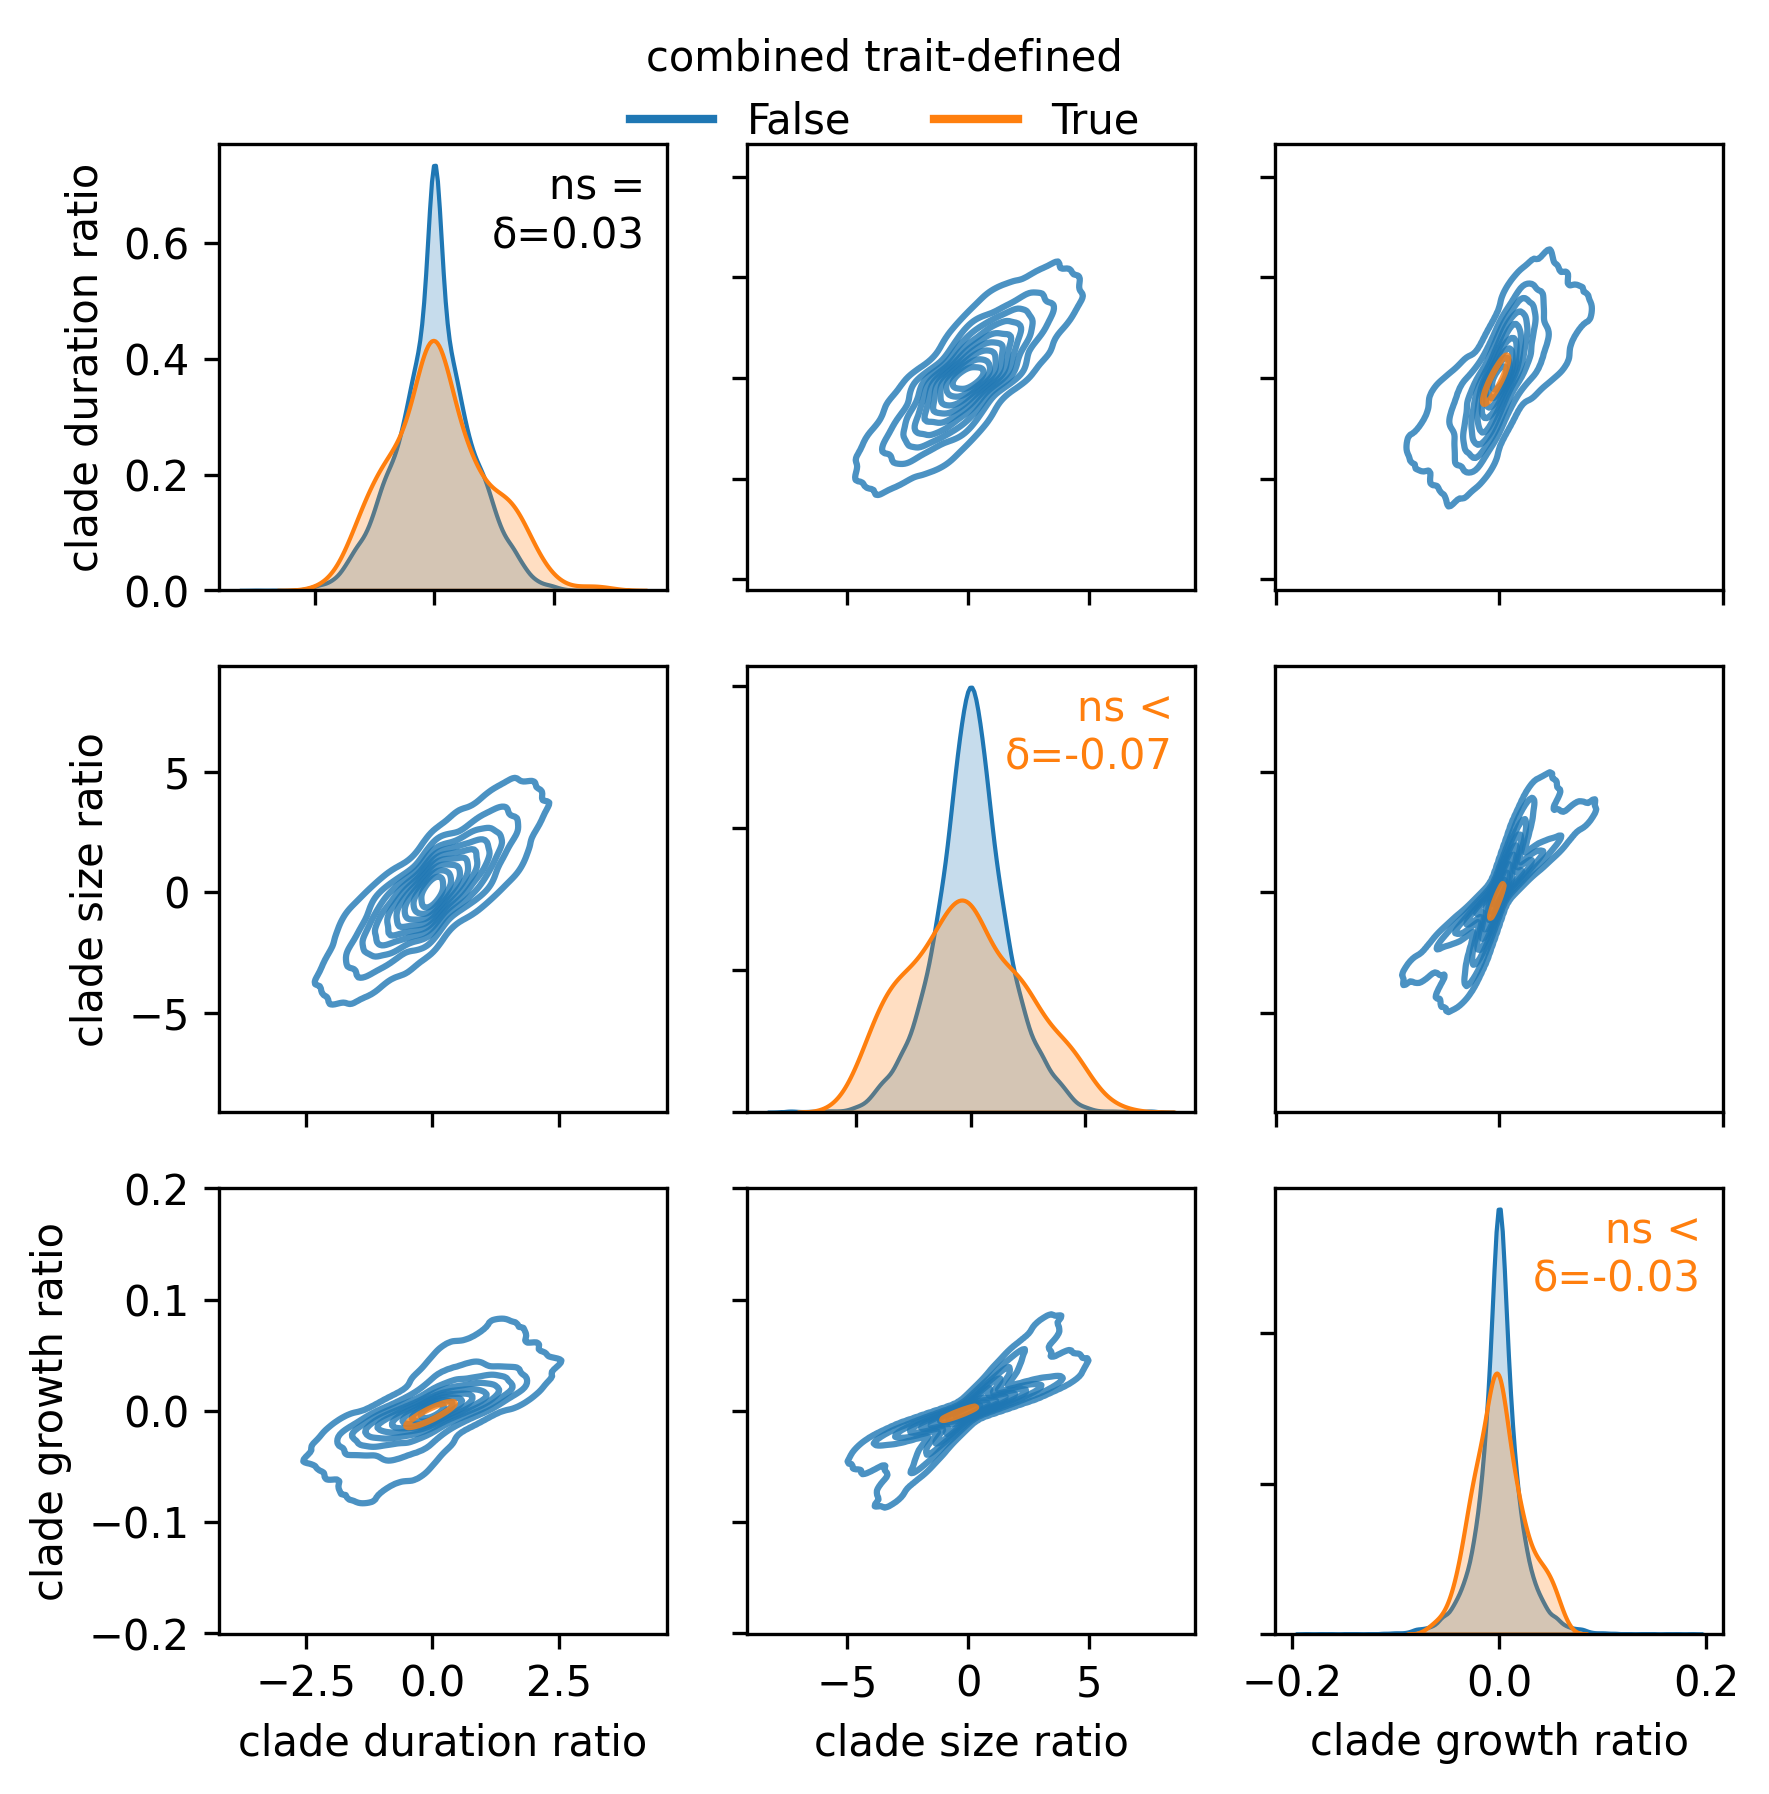 combined trait-defined
False True
clade duration ratio
0.6
0.4
0.2
0.0
ns =
δ=0.03
clade size ratio
5
0
−5
ns <
δ=-0.07
clade growth ratio
0.2
0.1
0.0
−0.1
−0.2
ns <
δ=-0.03
−2.5 0.0 2.5
−5 0 5
−0.2 0.0 0.2
clade duration ratio
clade size ratio
clade growth ratio